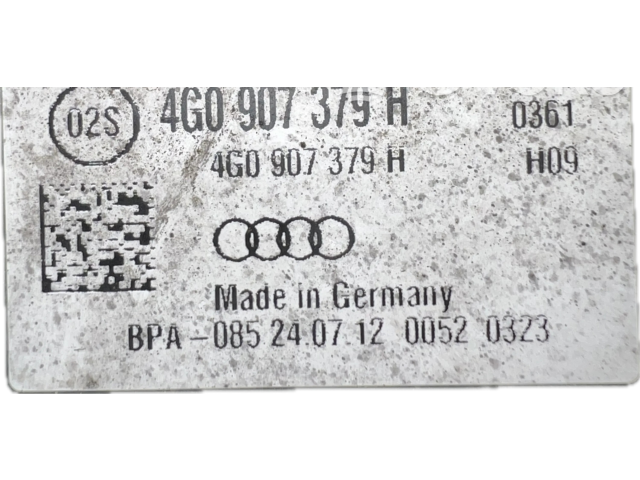 02S 4G0 907 379 H 0361
4G0 907 379 H H09
Made in Germany
BPA-085 24.07.12 0052 0323